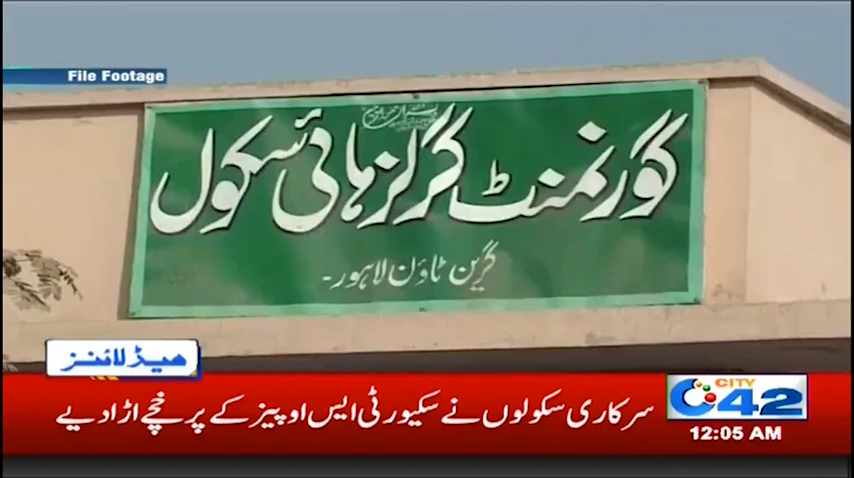 File Footage
گورنمنٹ گرلز ہائی سکول
گرین ٹاؤن لاہور۔
ھیڈ لائنز
سرکاری سکولوں نے سکیورٹی ایس او پیز کے پرخچے اڑا دیے
CITY
42
12:05 AM